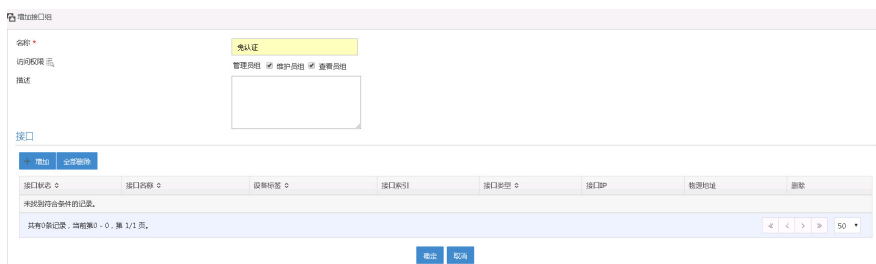 增加接口组
名称 *
免认证
访问权限
管理员组 维护员组 查看员组
描述
接口
+ 增加 全部删除
接口状态 接口名称 设备标签 接口索引 接口类型 接口IP 物理地址 删除
未找到符合条件的记录。
共有0条记录，当前第0 - 0，第 1/1 页。
« < > » 50
确定 取消